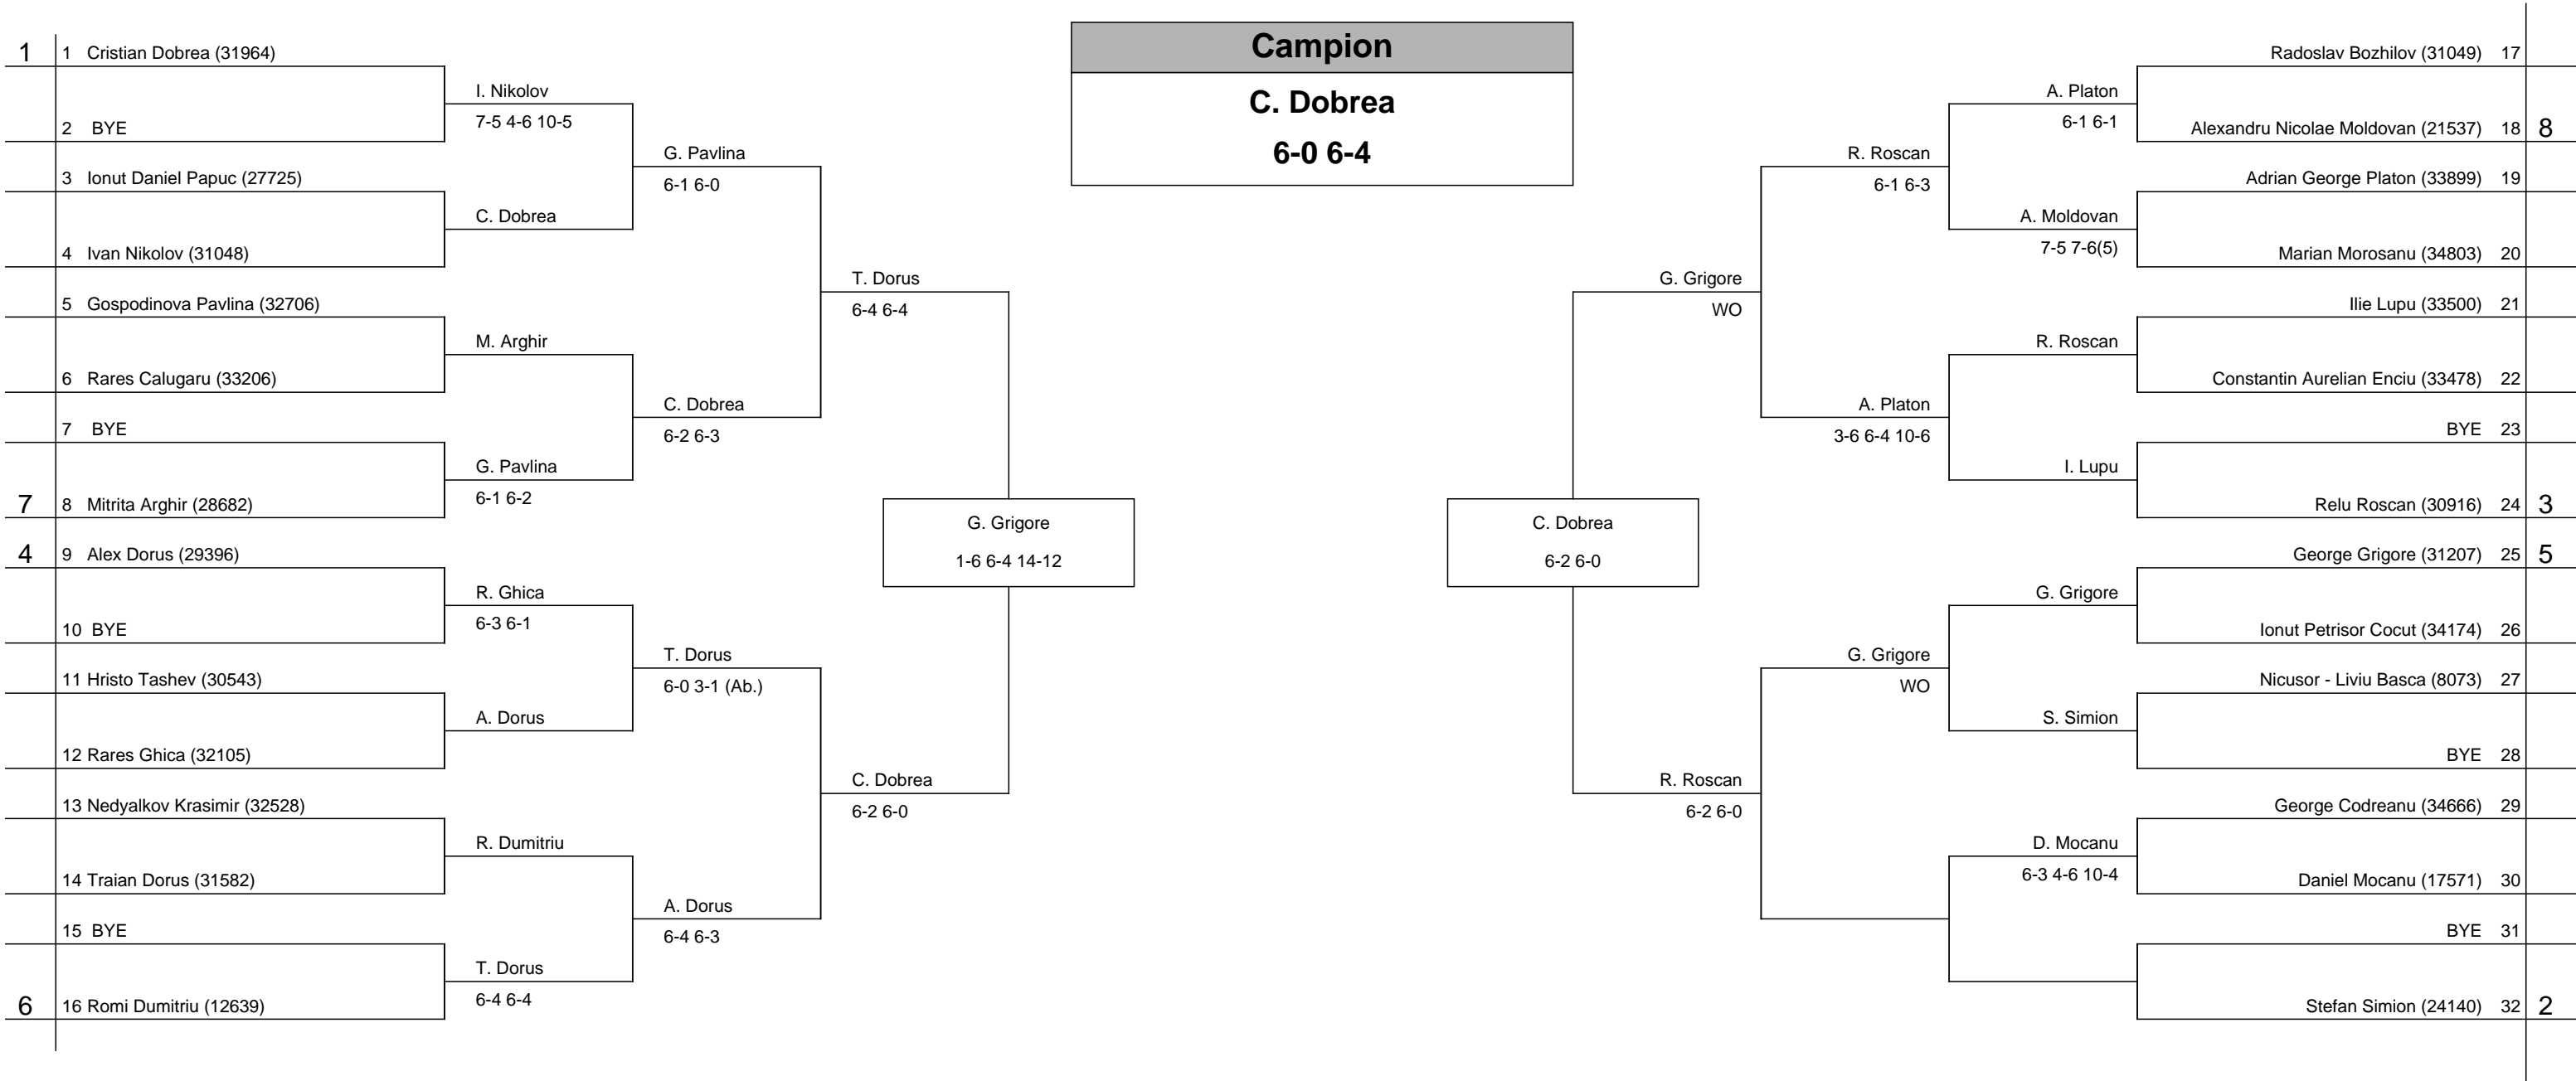 Campion
C. Dobrea
6-0 6-4
1
1 Cristian Dobrea (31964)
2 BYE
3 Ionut Daniel Papuc (27725)
4 Ivan Nikolov (31048)
5 Gospodinova Pavlina (32706)
6 Rares Calugaru (33206)
7 BYE
7
8 Mitrita Arghir (28682)
4
9 Alex Dorus (29396)
10 BYE
11 Hristo Tashev (30543)
12 Rares Ghica (32105)
13 Nedyalkov Krasimir (32528)
14 Traian Dorus (31582)
15 BYE
6
16 Romi Dumitriu (12639)
I. Nikolov
7-5 4-6 10-5
C. Dobrea
M. Arghir
G. Pavlina
6-1 6-2
R. Ghica
6-3 6-1
A. Dorus
R. Dumitriu
T. Dorus
6-4 6-4
G. Pavlina
6-1 6-0
C. Dobrea
6-2 6-3
T. Dorus
6-0 3-1 (Ab.)
A. Dorus
6-4 6-3
T. Dorus
6-4 6-4
C. Dobrea
6-2 6-0
G. Grigore
1-6 6-4 14-12
C. Dobrea
6-2 6-0
G. Grigore
WO
R. Roscan
6-2 6-0
R. Roscan
6-1 6-3
A. Platon
3-6 6-4 10-6
G. Grigore
WO
A. Platon
6-1 6-1
A. Moldovan
7-5 7-6(5)
R. Roscan
I. Lupu
G. Grigore
S. Simion
D. Mocanu
6-3 4-6 10-4
Radoslav Bozhilov (31049) 17
Alexandru Nicolae Moldovan (21537) 18
8
Adrian George Platon (33899) 19
Marian Morosanu (34803) 20
Ilie Lupu (33500) 21
Constantin Aurelian Enciu (33478) 22
BYE 23
Relu Roscan (30916) 24
3
George Grigore (31207) 25
5
Ionut Petrisor Cocut (34174) 26
Nicusor - Liviu Basca (8073) 27
BYE 28
George Codreanu (34666) 29
Daniel Mocanu (17571) 30
BYE 31
Stefan Simion (24140) 32
2